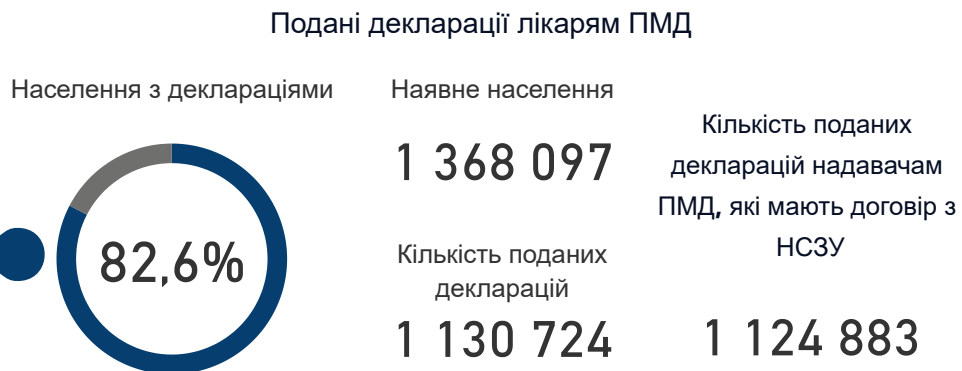 Подані декларації лікарям ПМД
Населення з деклараціями
82,6%
Наявне населення
1 368 097
Кількість поданих
декларацій
1 130 724
Кількість поданих
декларацій надавачам
ПМД, які мають договір з
НСЗУ
1 124 883